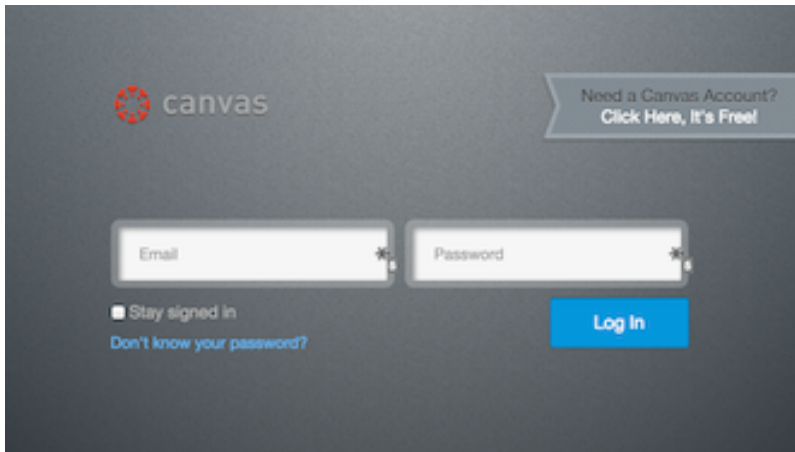 canvas
Need a Canvas Account?
Click Here, It's Free!
Email
Password
Stay signed in
Log In
Don't know your password?